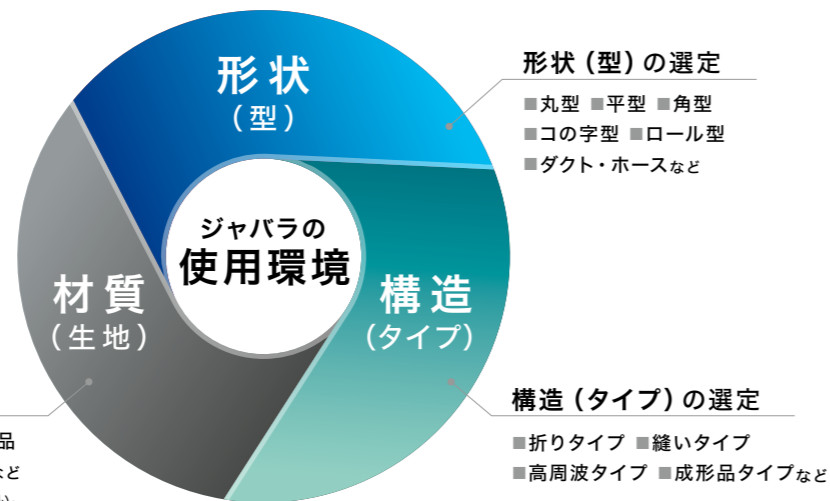 形状
（型）
形状（型）の選定
■丸型 ■平型 ■角型
■コの字型 ■ロール型
■ダクト・ホースなど
ジャバラの
使用環境
材質
（生地）
構造
（タイプ）
構造（タイプ）の選定
■折りタイプ ■縫いタイプ
■高周波タイプ ■成形品タイプなど
品
など